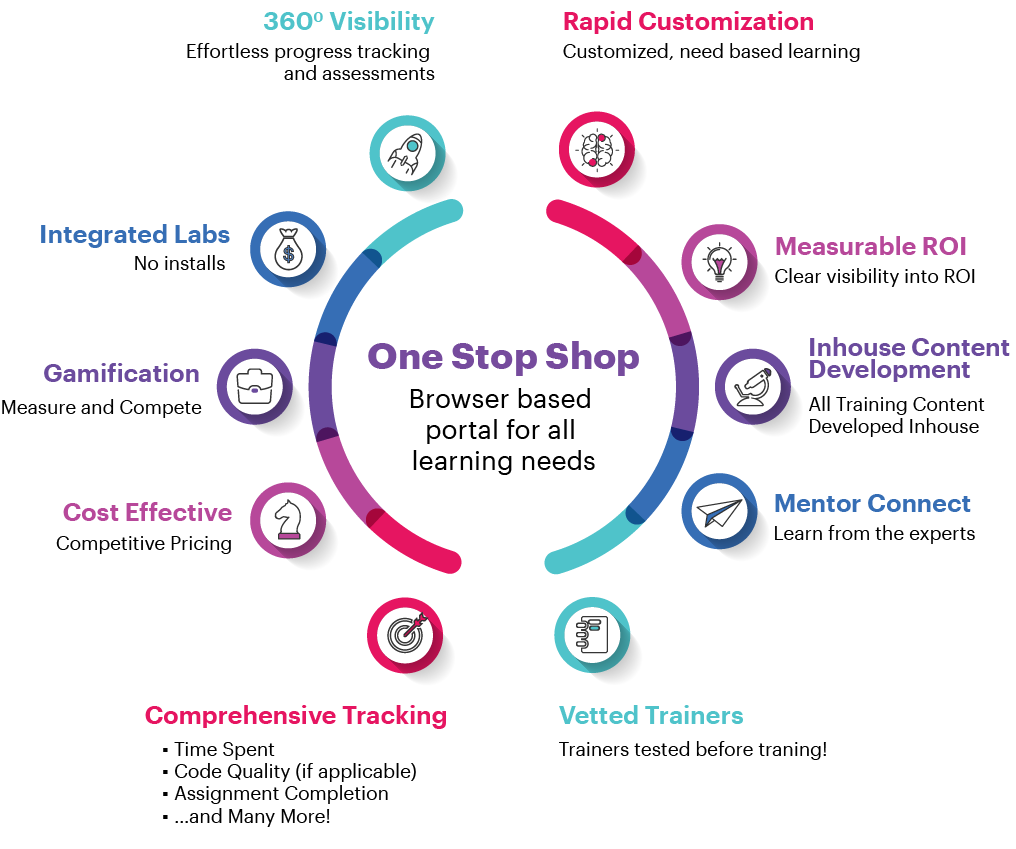 360⁰ Visibility
Effortless progress tracking
and assessments
Rapid Customization
Customized, need based learning
Integrated Labs
No installs
Measurable ROI
Clear visibility into ROI
One Stop Shop
Browser based
portal for all
learning needs
Gamification
Measure and Compete
Inhouse Content
Development
All Training Content
Developed Inhouse
Cost Effective
Competitive Pricing
Mentor Connect
Learn from the experts
Comprehensive Tracking
▪ Time Spent
▪ Code Quality (if applicable)
▪ Assignment Completion
▪ ...and Many More!
Vetted Trainers
Trainers tested before traning!
$